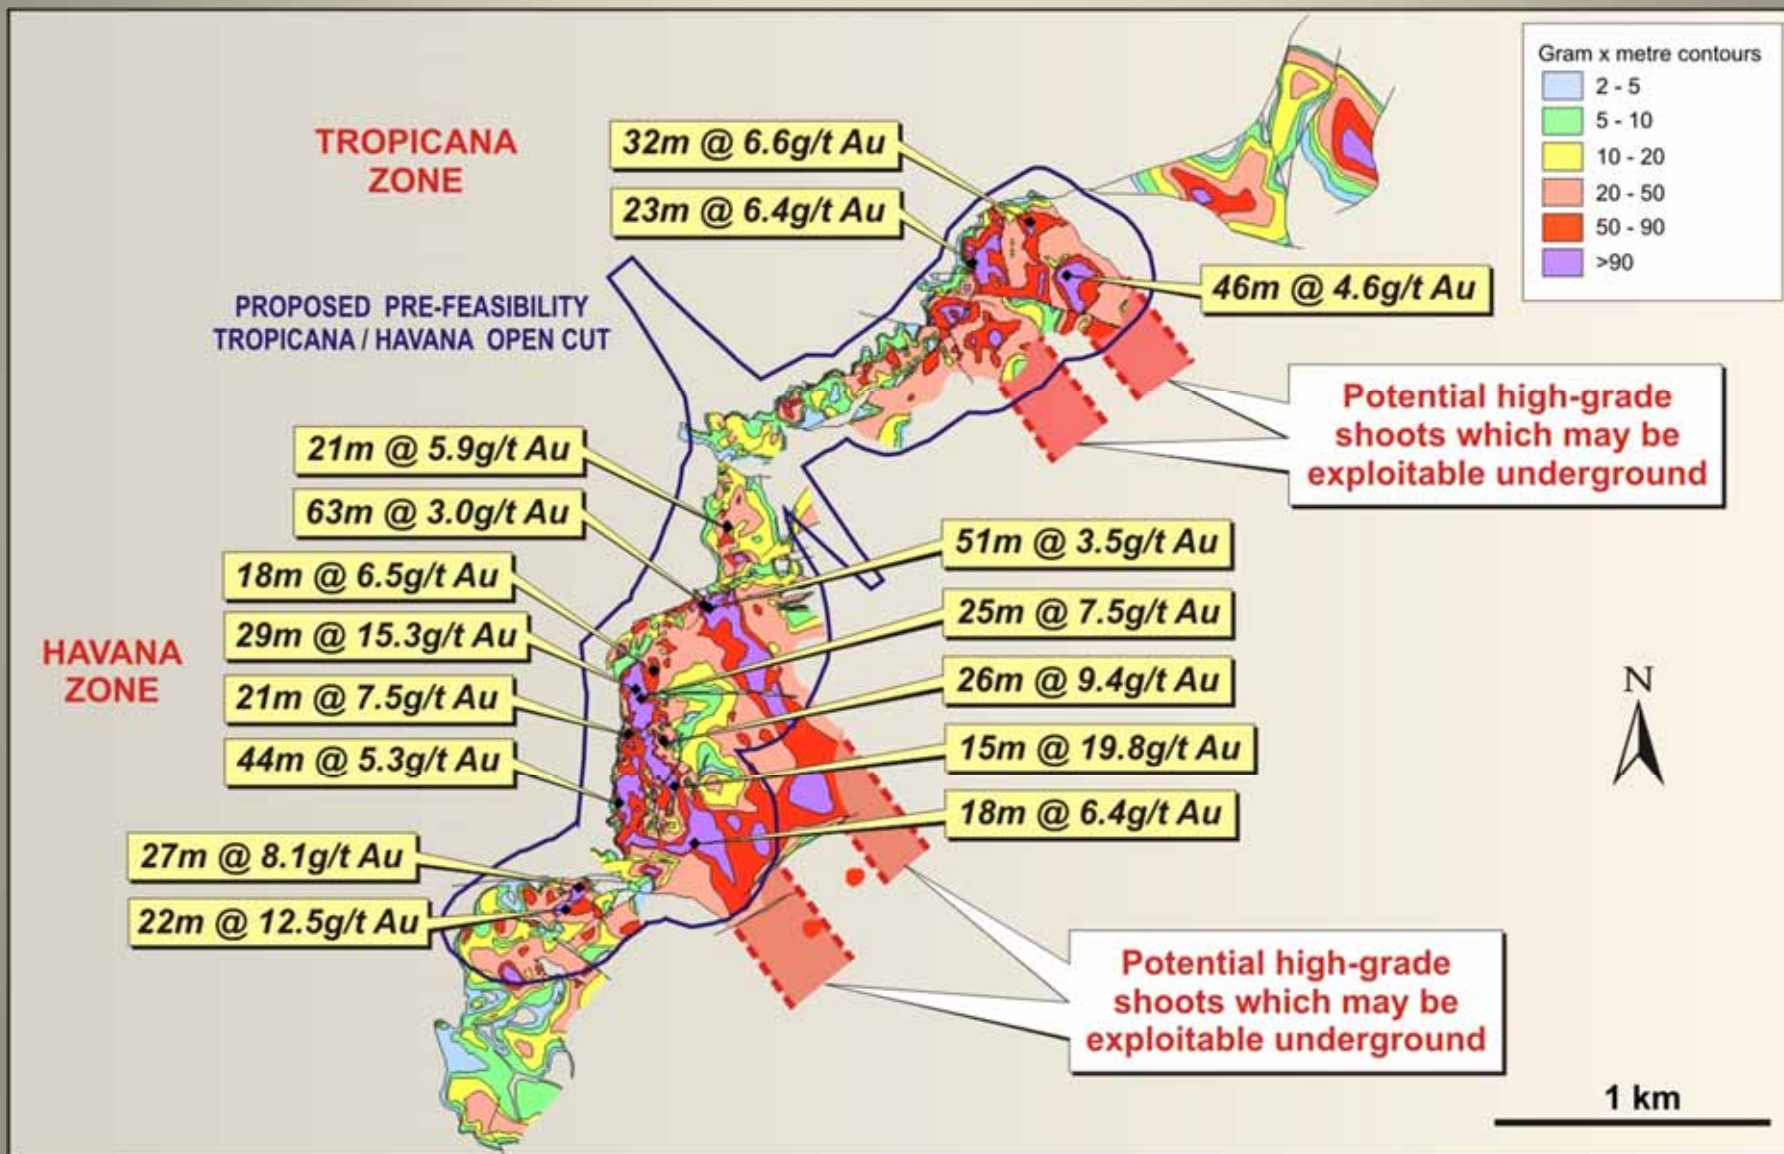 Gram x metre contours
2 - 5
5 - 10
10 - 20
20 - 50
50 - 90
>90
TROPICANA
ZONE
32m @ 6.6g/t Au
23m @ 6.4g/t Au
46m @ 4.6g/t Au
PROPOSED PRE-FEASIBILITY
TROPICANA / HAVANA OPEN CUT
Potential high-grade
shoots which may be
exploitable underground
21m @ 5.9g/t Au
63m @ 3.0g/t Au
18m @ 6.5g/t Au
29m @ 15.3g/t Au
21m @ 7.5g/t Au
44m @ 5.3g/t Au
HAVANA
ZONE
27m @ 8.1g/t Au
22m @ 12.5g/t Au
51m @ 3.5g/t Au
25m @ 7.5g/t Au
26m @ 9.4g/t Au
15m @ 19.8g/t Au
18m @ 6.4g/t Au
N
Potential high-grade
shoots which may be
exploitable underground
1 km